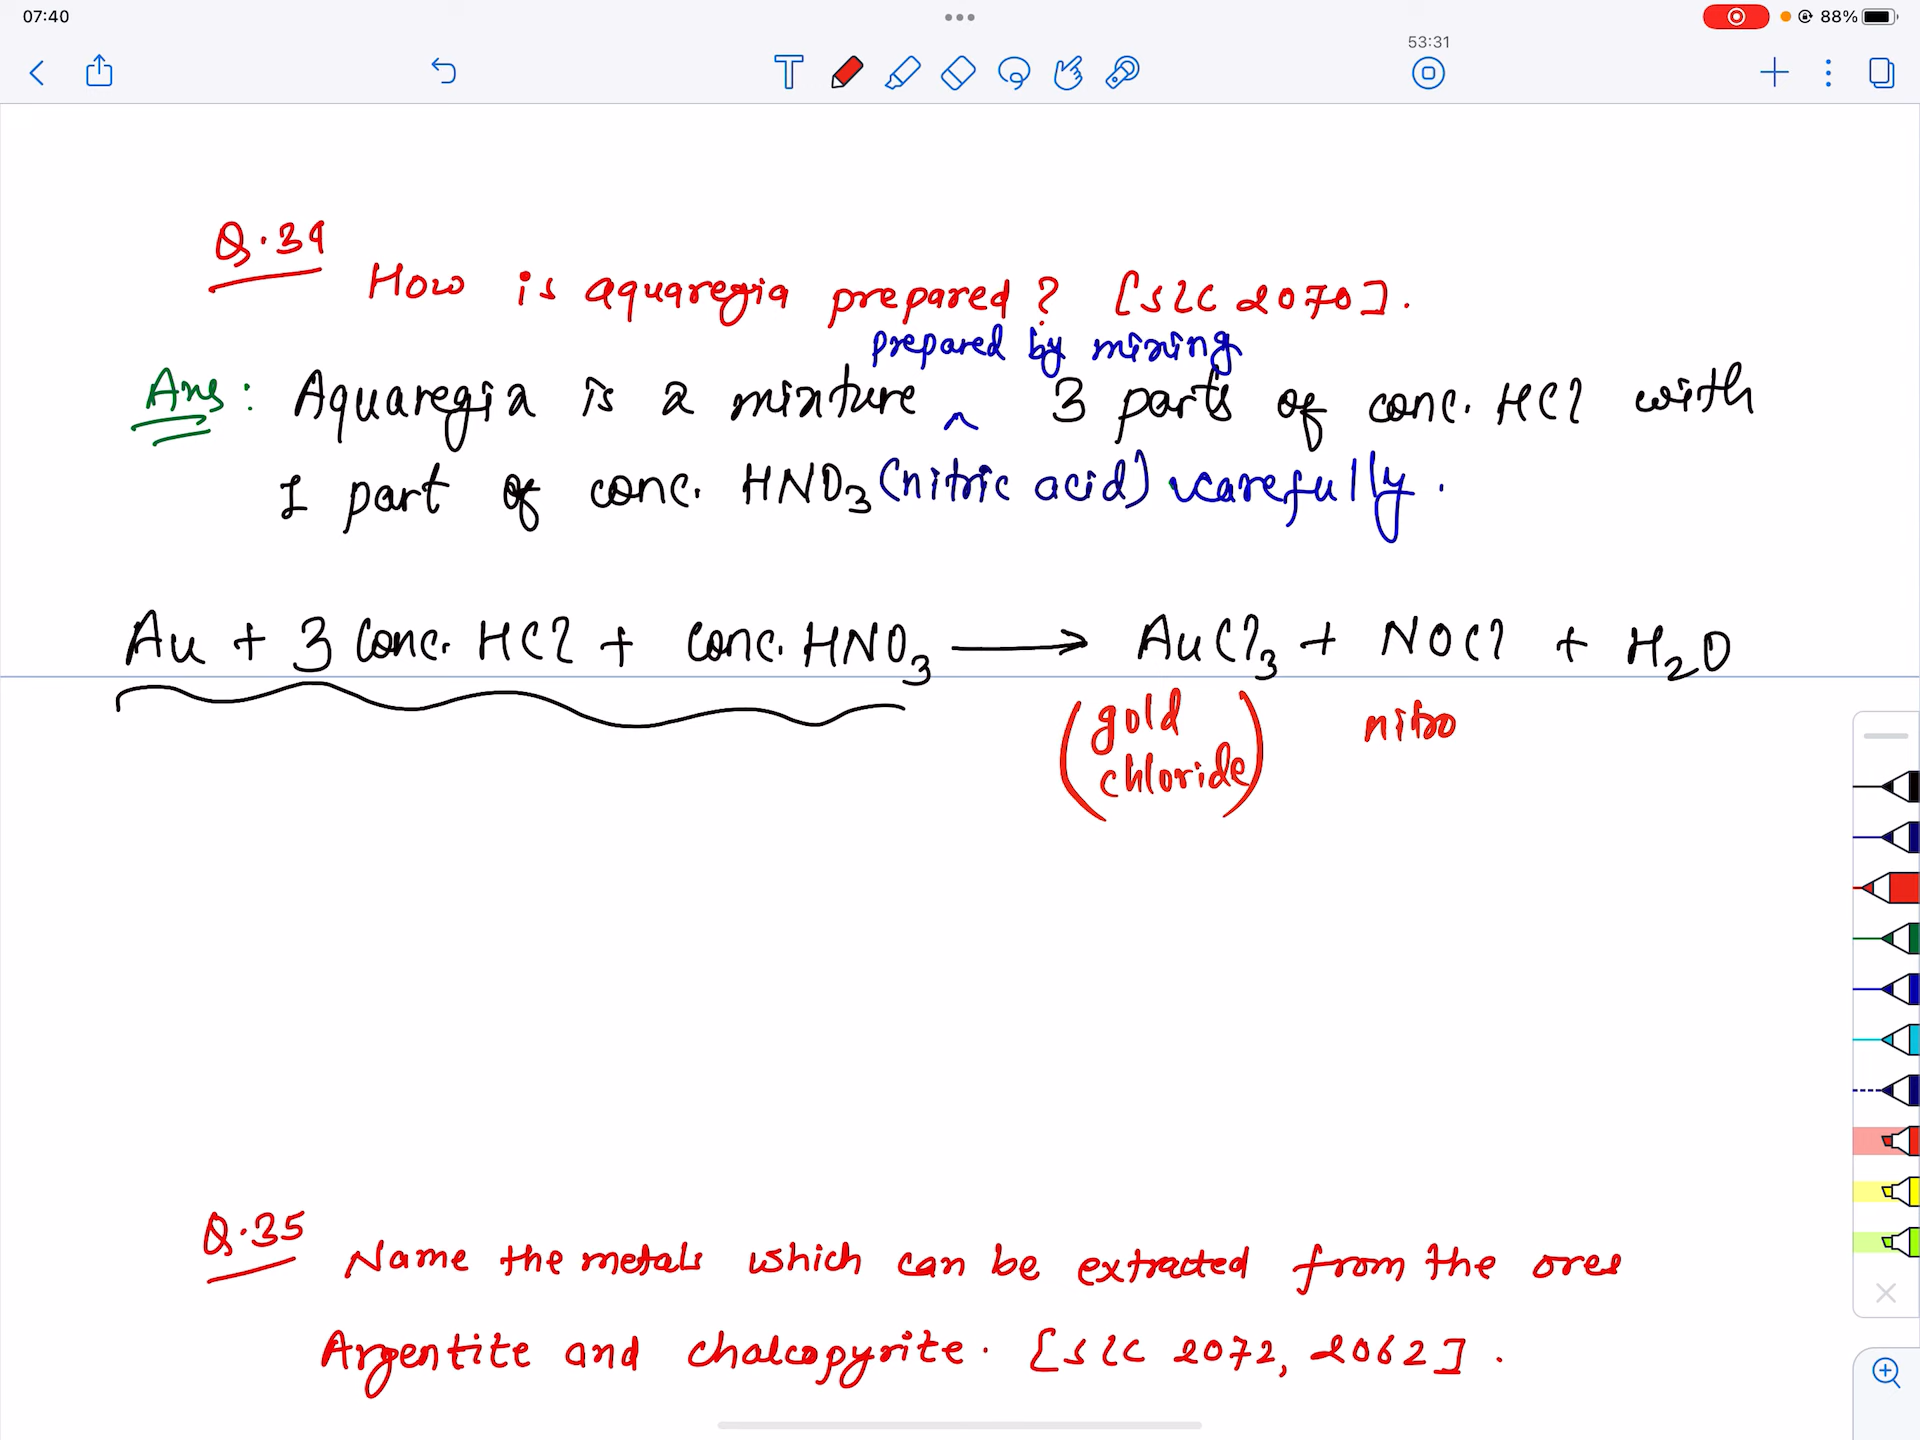 07:40
88%
53:31
Q.34
How is aquaregia prepared? [SLC 2070].
prepared by mixing
Ans: Aquaregia is a mixture ^ 3 parts of conc. HCl with
1 part of conc. HNO3 (nitric acid) carefully.
Au + 3 Conc. HCl + conc. HNO3 → AuCl3 + NOCl + H2O
(gold chloride) nitro
Q.35
Name the metals which can be extracted from the ores
Argentite and chalcopyrite. [SLC 2072, 2062].